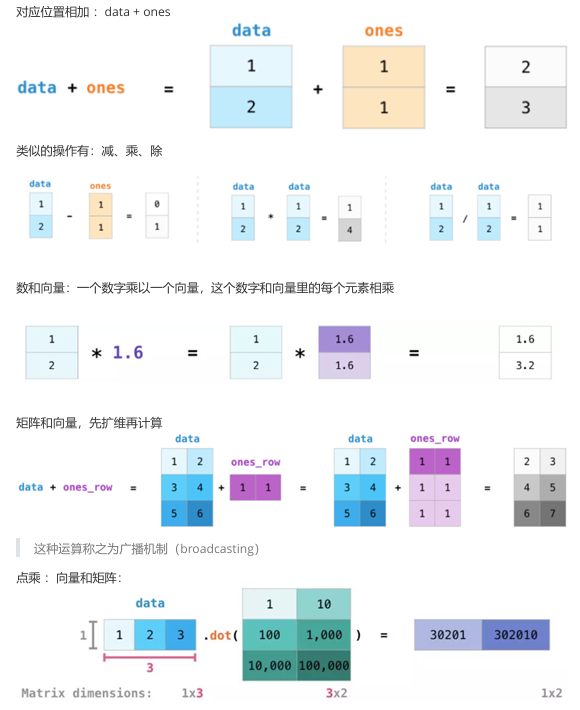 对应位置相加 : data + ones
data ones
data + ones = 1 + 1 = 2
2 1 3
类似的操作有：减、乘、除
data ones data data data data
1 - 1 = 0 1 * 1 = 1 1 / 1 = 1
2 1 1 2 2 4 2 2 1
数和向量：一个数字乘以一个向量，这个数字和向量里的每个元素相乘
1 * 1.6 = 1 * 1.6 = 1.6
2 2 1.6 3.2
矩阵和向量，先扩维再计算
data ones_row data ones_row
data + ones_row = 1 2 + 1 1 = 1 2 + 1 1 = 2 3
3 4 3 4 1 1 4 5
5 6 5 6 1 1 6 7
这种运算称之为广播机制（broadcasting）
点乘 ：向量和矩阵：
data
1 1 2 3 .dot( 1 10 ) = 30201 302010
100 1,000
3 10,000 100,000
Matrix dimensions: 1x3 3x2 1x2